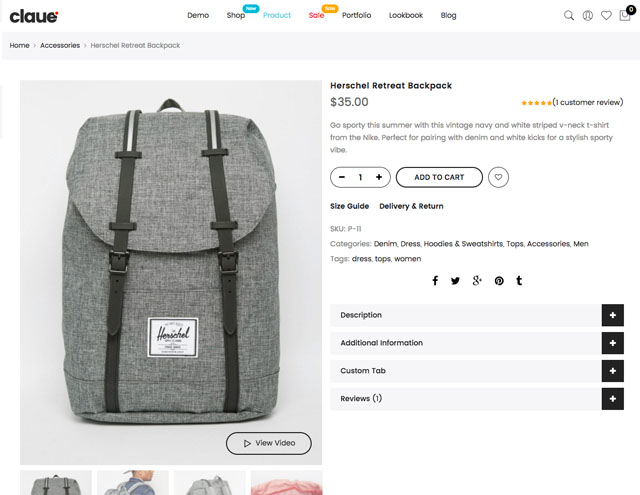 claue
Demo
Shop
New
Product
Sale
Sale
Portfolio
Lookbook
Blog
0
Home > Accessories > Herschel Retreat Backpack
Herschel Retreat Backpack
$35.00
(1 customer review)
Go sporty this summer with this vintage navy and white striped v-neck t-shirt
from the Nike. Perfect for pairing with denim and white kicks for a stylish sporty
vibe.
- 1 +
ADD TO CART
Size Guide Delivery & Return
SKU: P-11
Categories: Denim, Dress, Hoodies & Sweatshirts, Tops, Accessories, Men
Tags: dress, tops, women
Description
Additional Information
Custom Tab
Reviews (1)
Herschel
View Video